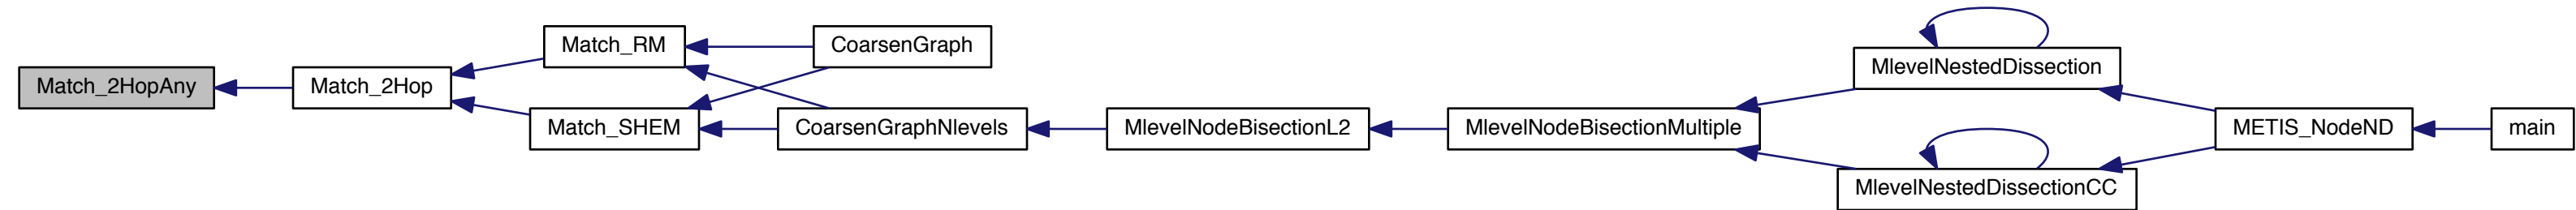 Match_2HopAny
Match_2Hop
Match_RM
Match_SHEM
CoarsenGraph
CoarsenGraphNlevels
MlevelNodeBisectionL2
MlevelNodeBisectionMultiple
MlevelNestedDissection
MlevelNestedDissectionCC
METIS_NodeND
main